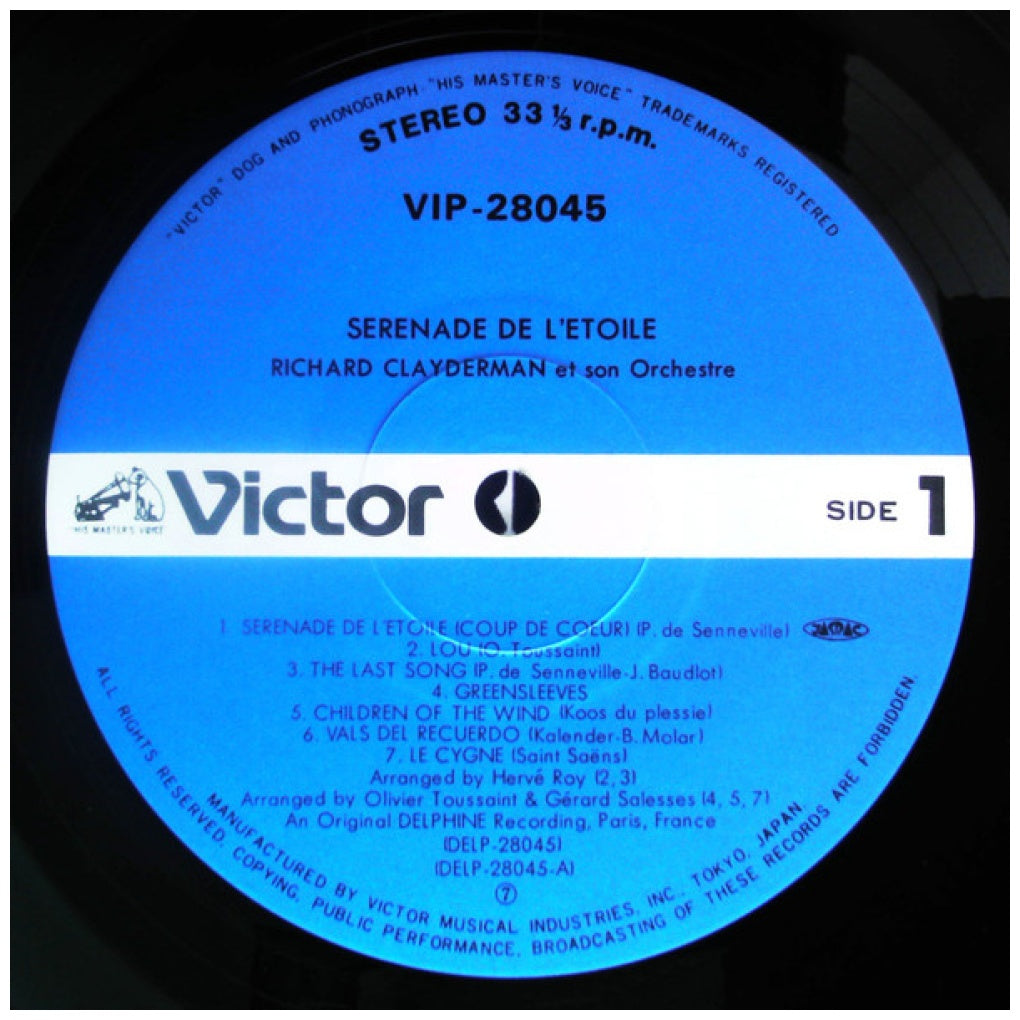 "VICTOR" DOG AND PHONOGRAPH "HIS MASTER'S VOICE" TRADEMARKS REGISTERED
STEREO 33 ⅓ r.p.m.
VIP-28045
SERENADE DE L'ETOILE
RICHARD CLAYDERMAN et son Orchestre
"HIS MASTER'S VOICE"
Victor
SIDE 1
1. SERENADE DE L'ETOILE (COUP DE COEUR) (P. de Senneville) JASRAC
2. LOU (O. Toussaint)
3. THE LAST SONG (P. de Senneville-J. Baudlot)
4. GREENSLEEVES
5. CHILDREN OF THE WIND (Koos du plessie)
6. VALS DEL RECUERDO (Kalender-B. Molar)
7. LE CYGNE (Saint Saëns)
Arranged by Hervé Roy (2, 3)
Arranged by Olivier Toussaint & Gérard Salesses (4, 5, 7)
An Original DELPHINE Recording, Paris, France
(DELP-28045)
(DELP-28045-A)
⑦
MANUFACTURED BY VICTOR MUSICAL INDUSTRIES, INC., TOKYO, JAPAN.
ALL RIGHTS RESERVED. COPYING, PUBLIC PERFORMANCE, BROADCASTING OF THESE RECORDS ARE FORBIDDEN.